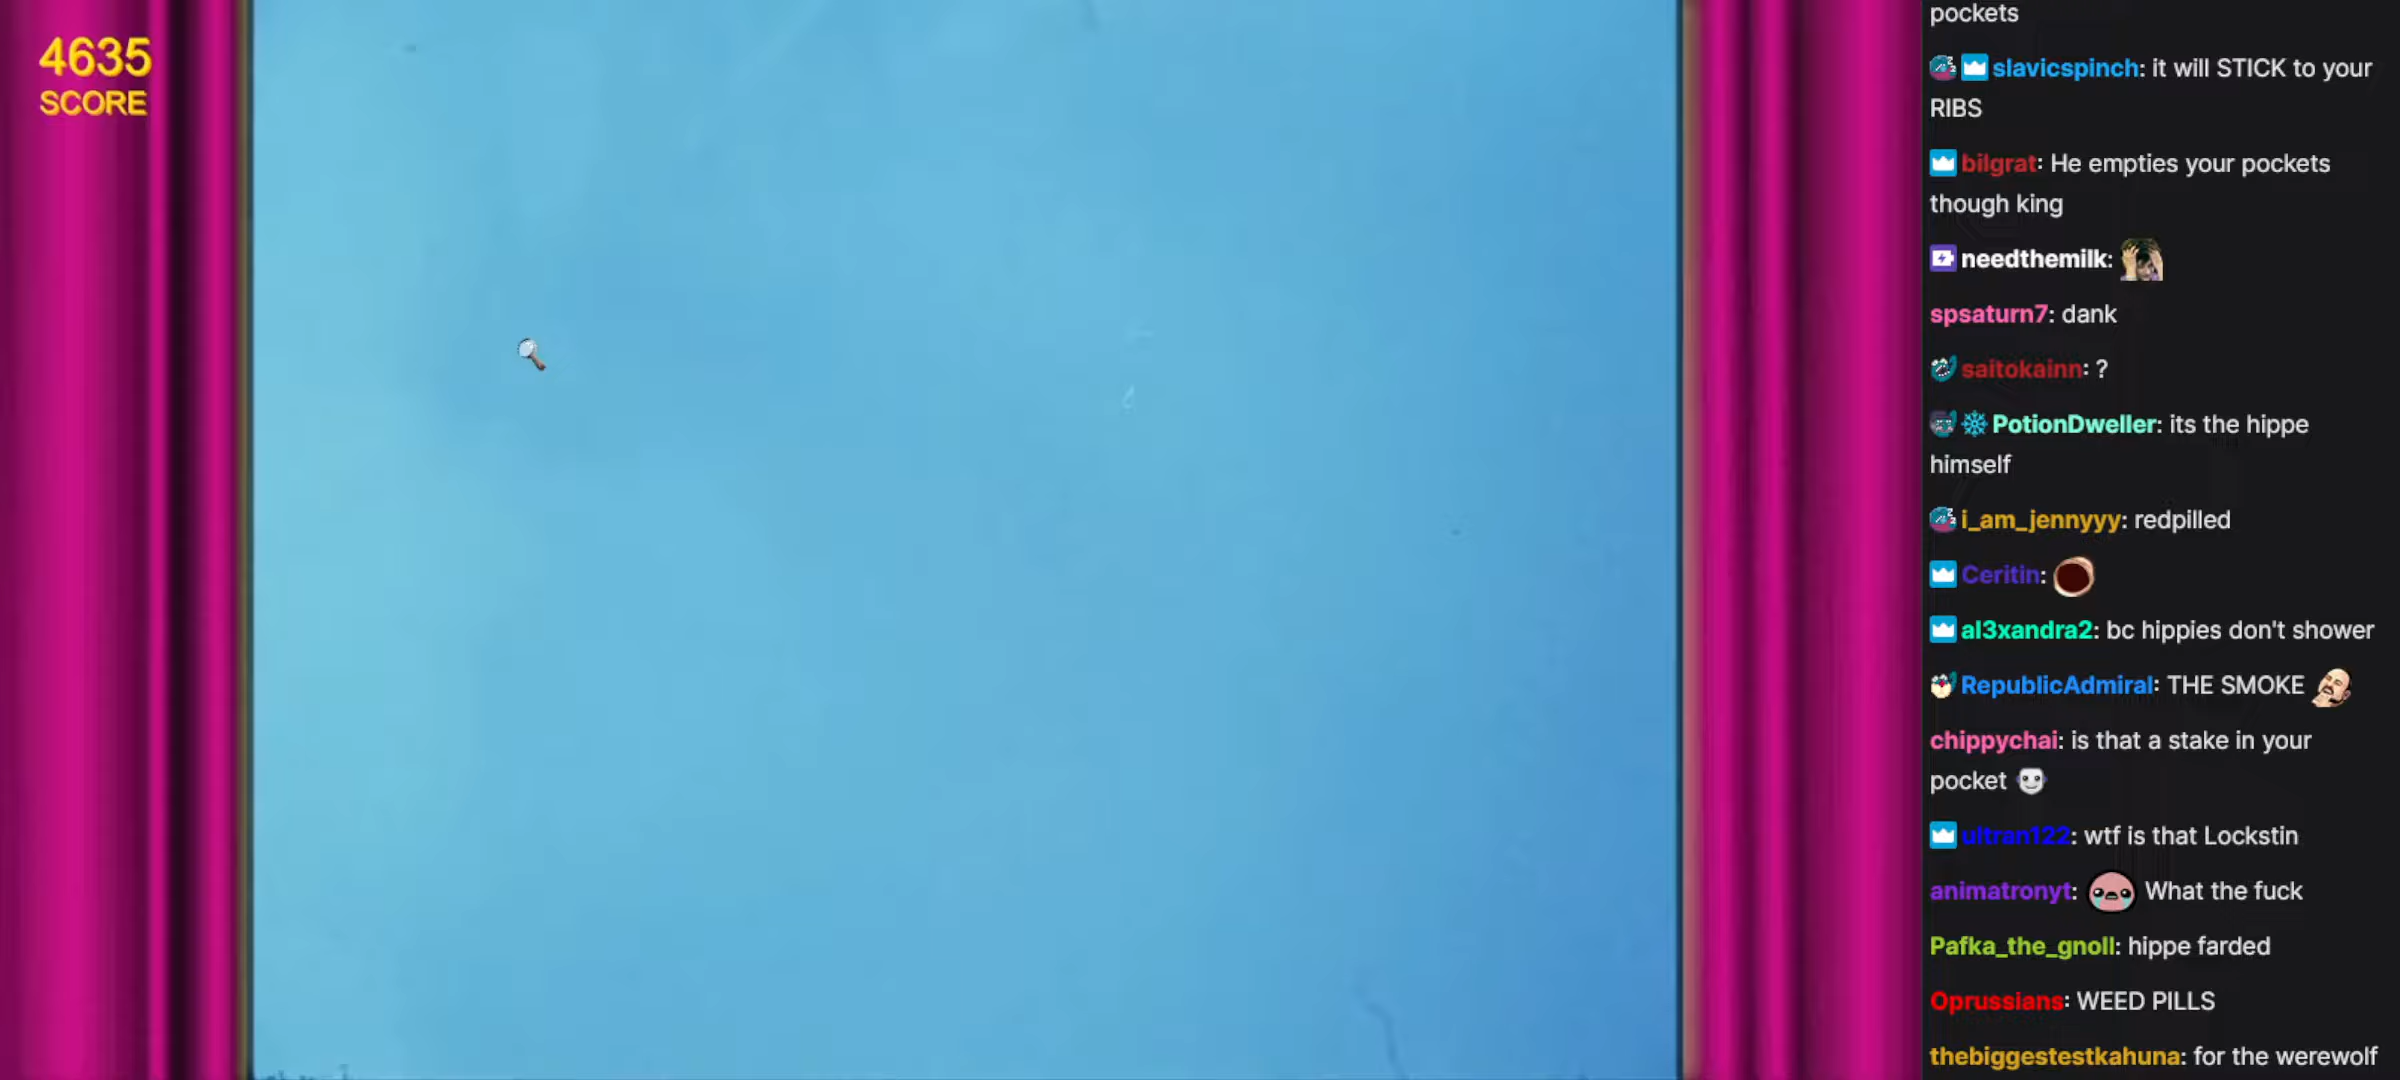 4635
SCORE
pockets
slavicspinch: it will STICK to your
RIBS
bilgrat: He empties your pockets
though king
needthemilk:
spsaturn7: dank
saitokainn: ?
PotionDweller: its the hippe
himself
i_am_jennyyy: redpilled
Ceritin:
al3xandra2: bc hippies don't shower
RepublicAdmiral: THE SMOKE
chippychai: is that a stake in your
pocket
ultran122: wtf is that Lockstin
animatronyt: What the fuck
Pafka_the_gnoll: hippe farded
Oprussians: WEED PILLS
thebiggestestkahuna: for the werewolf